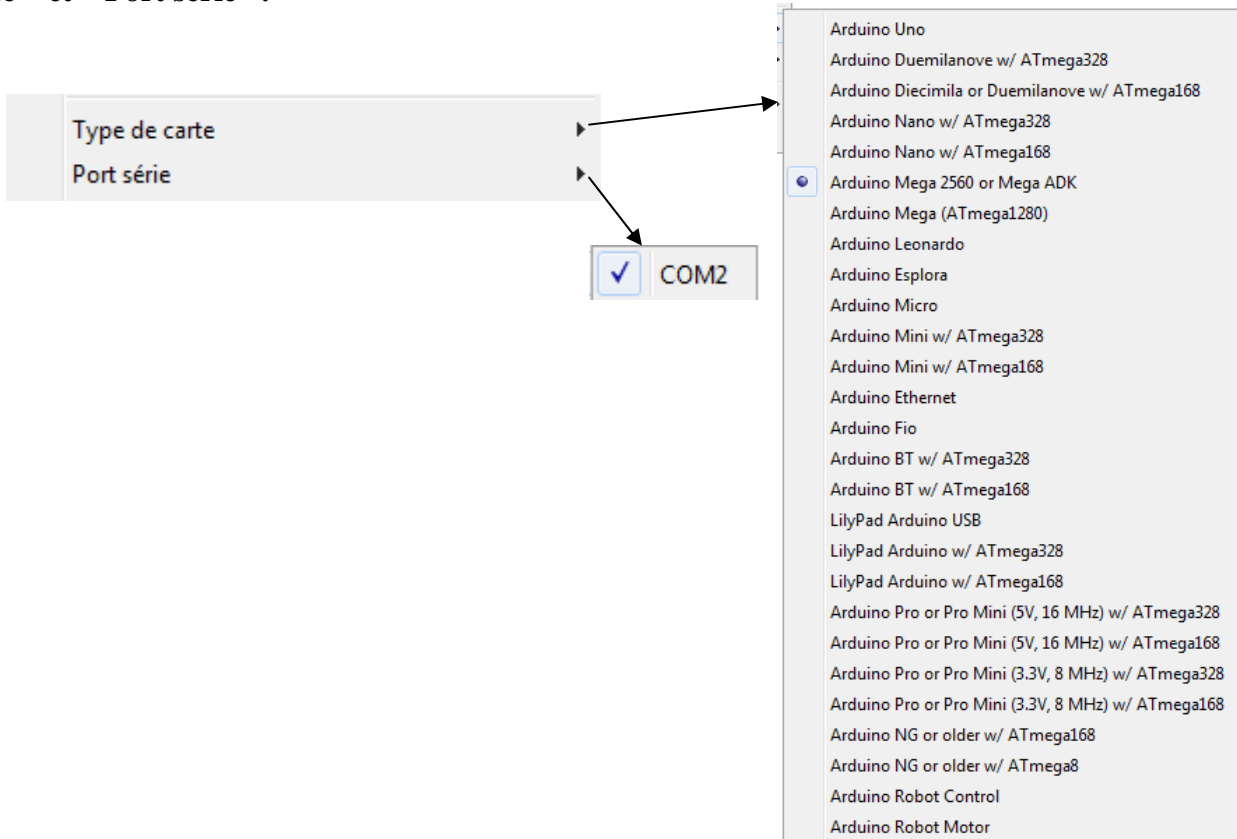 Type de carte
Port série
COM2
Arduino Uno
Arduino Duemilanove w/ ATmega328
Arduino Diecimila or Duemilanove w/ ATmega168
Arduino Nano w/ ATmega328
Arduino Nano w/ ATmega168
Arduino Mega 2560 or Mega ADK
Arduino Mega (ATmega1280)
Arduino Leonardo
Arduino Esplora
Arduino Micro
Arduino Mini w/ ATmega328
Arduino Mini w/ ATmega168
Arduino Ethernet
Arduino Fio
Arduino BT w/ ATmega328
Arduino BT w/ ATmega168
LilyPad Arduino USB
LilyPad Arduino w/ ATmega328
LilyPad Arduino w/ ATmega168
Arduino Pro or Pro Mini (5V, 16 MHz) w/ ATmega328
Arduino Pro or Pro Mini (5V, 16 MHz) w/ ATmega168
Arduino Pro or Pro Mini (3.3V, 8 MHz) w/ ATmega328
Arduino Pro or Pro Mini (3.3V, 8 MHz) w/ ATmega168
Arduino NG or older w/ ATmega168
Arduino NG or older w/ ATmega8
Arduino Robot Control
Arduino Robot Motor